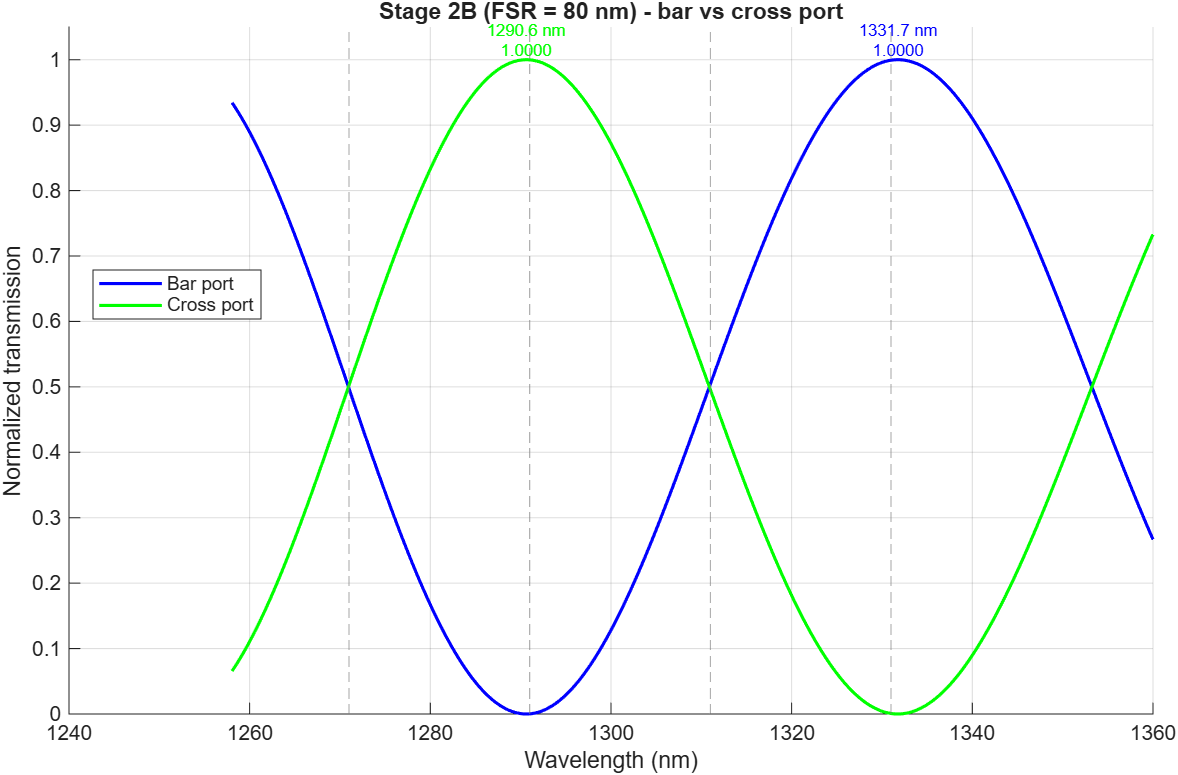 Stage 2B (FSR = 80 nm) - bar vs cross port
1290.6 nm
1.0000
1331.7 nm
1.0000
1
0.9
0.8
0.7
0.6
0.5
0.4
0.3
0.2
0.1
0
Normalized transmission
Bar port
Cross port
1240
1260
1280
1300
1320
1340
1360
Wavelength (nm)